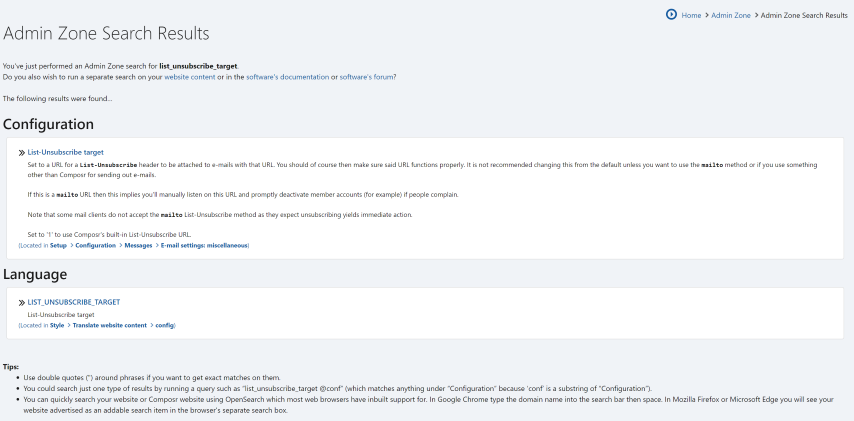 Home > Admin Zone > Admin Zone Search Results
Admin Zone Search Results
You've just performed an Admin Zone search for list_unsubscribe_target.
Do you also wish to run a separate search on your website content or in the software's documentation or software's forum?
The following results were found...
Configuration
List-Unsubscribe target
Set to a URL for a List-Unsubscribe header to be attached to e-mails with that URL. You should of course then make sure said URL functions properly. It is not recommended changing this from the default unless you want to use the mailto method or if you use something
other than Composr for sending out e-mails.
If this is a mailto URL then this implies you'll manually listen on this URL and promptly deactivate member accounts (for example) if people complain.
Note that some mail clients do not accept the mailto List-Unsubscribe method as they expect unsubscribing yields immediate action.
Set to '1' to use Composr's built-in List-Unsubscribe URL.
(Located in Setup > Configuration > Messages > E-mail settings: miscellaneous)
Language
LIST_UNSUBSCRIBE_TARGET
List-Unsubscribe target
(Located in Style > Translate website content > config)
Tips:
• Use double quotes (") around phrases if you want to get exact matches on them.
• You could search just one type of results by running a query such as "list_unsubscribe_target @conf" (which matches anything under "Configuration" because 'conf' is a substring of "Configuration").
• You can quickly search your website or Composr website using OpenSearch which most web browsers have inbuilt support for. In Google Chrome type the domain name into the search bar then space. In Mozilla Firefox or Microsoft Edge you will see your
website advertised as an addable search item in the browser's separate search box.